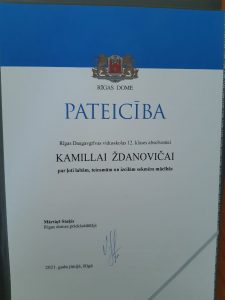 RĪGAS DOME
PATEICĪBA
Rīgas Daugavgrīvas vidusskolas 12. klases absolventei
KAMILLAI ŽDANOVIČAI
par ļoti labām, teicamām un izcilām sekmēm mācībās
Mārtiņš Staķis
Rīgas domes priekšsēdētājs
2021. gada jūnijā, Rīgā